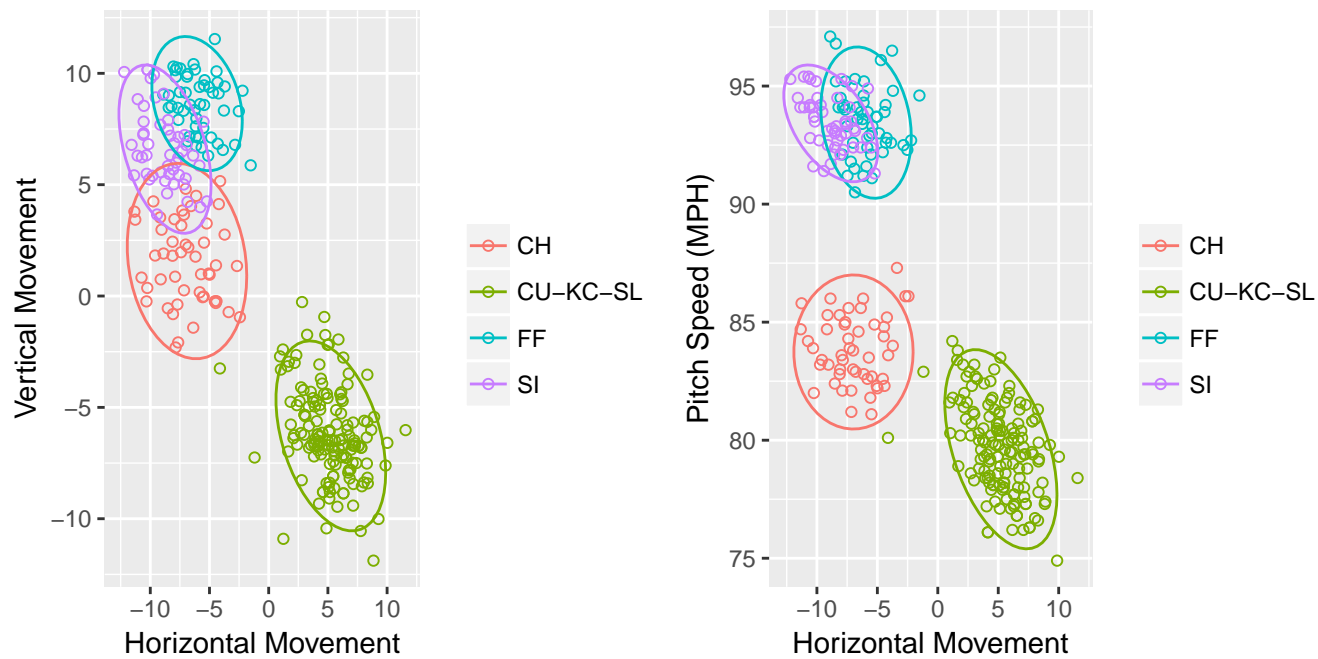 Vertical Movement
10
5
0
−5
−10
−10
−5
0
5
10
Horizontal Movement
CH
CU−KC−SL
FF
SI
Pitch Speed (MPH)
95
90
85
80
75
−10
−5
0
5
10
Horizontal Movement
CH
CU−KC−SL
FF
SI